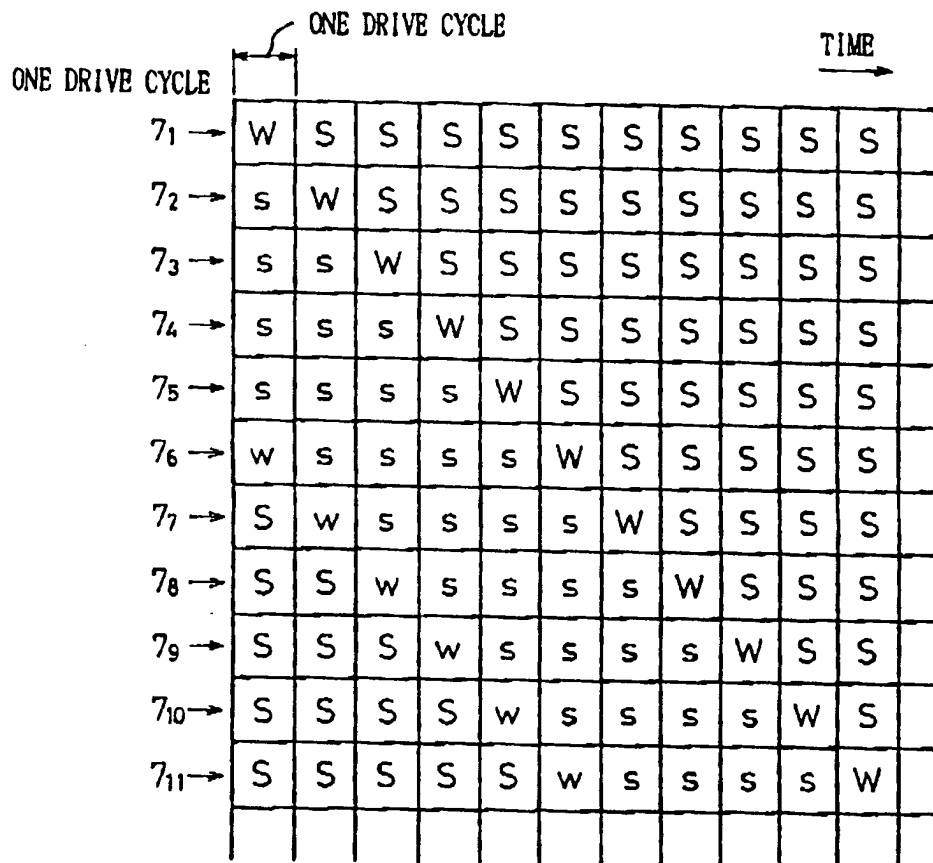 ONE DRIVE CYCLE
TIME
ONE DRIVE CYCLE
7₁ → W S S S S S S S S S S
7₂ → s W S S S S S S S S S
7₃ → s s W S S S S S S S S
7₄ → s s s W S S S S S S S
7₅ → s s s s W S S S S S S
7₆ → w s s s s W S S S S S
7₇ → S w s s s s W S S S S
7₈ → S S w s s s s W S S S
7₉ → S S S w s s s s W S S
7₁₀ → S S S S w s s s s W S
7₁₁ → S S S S S w s s s s W